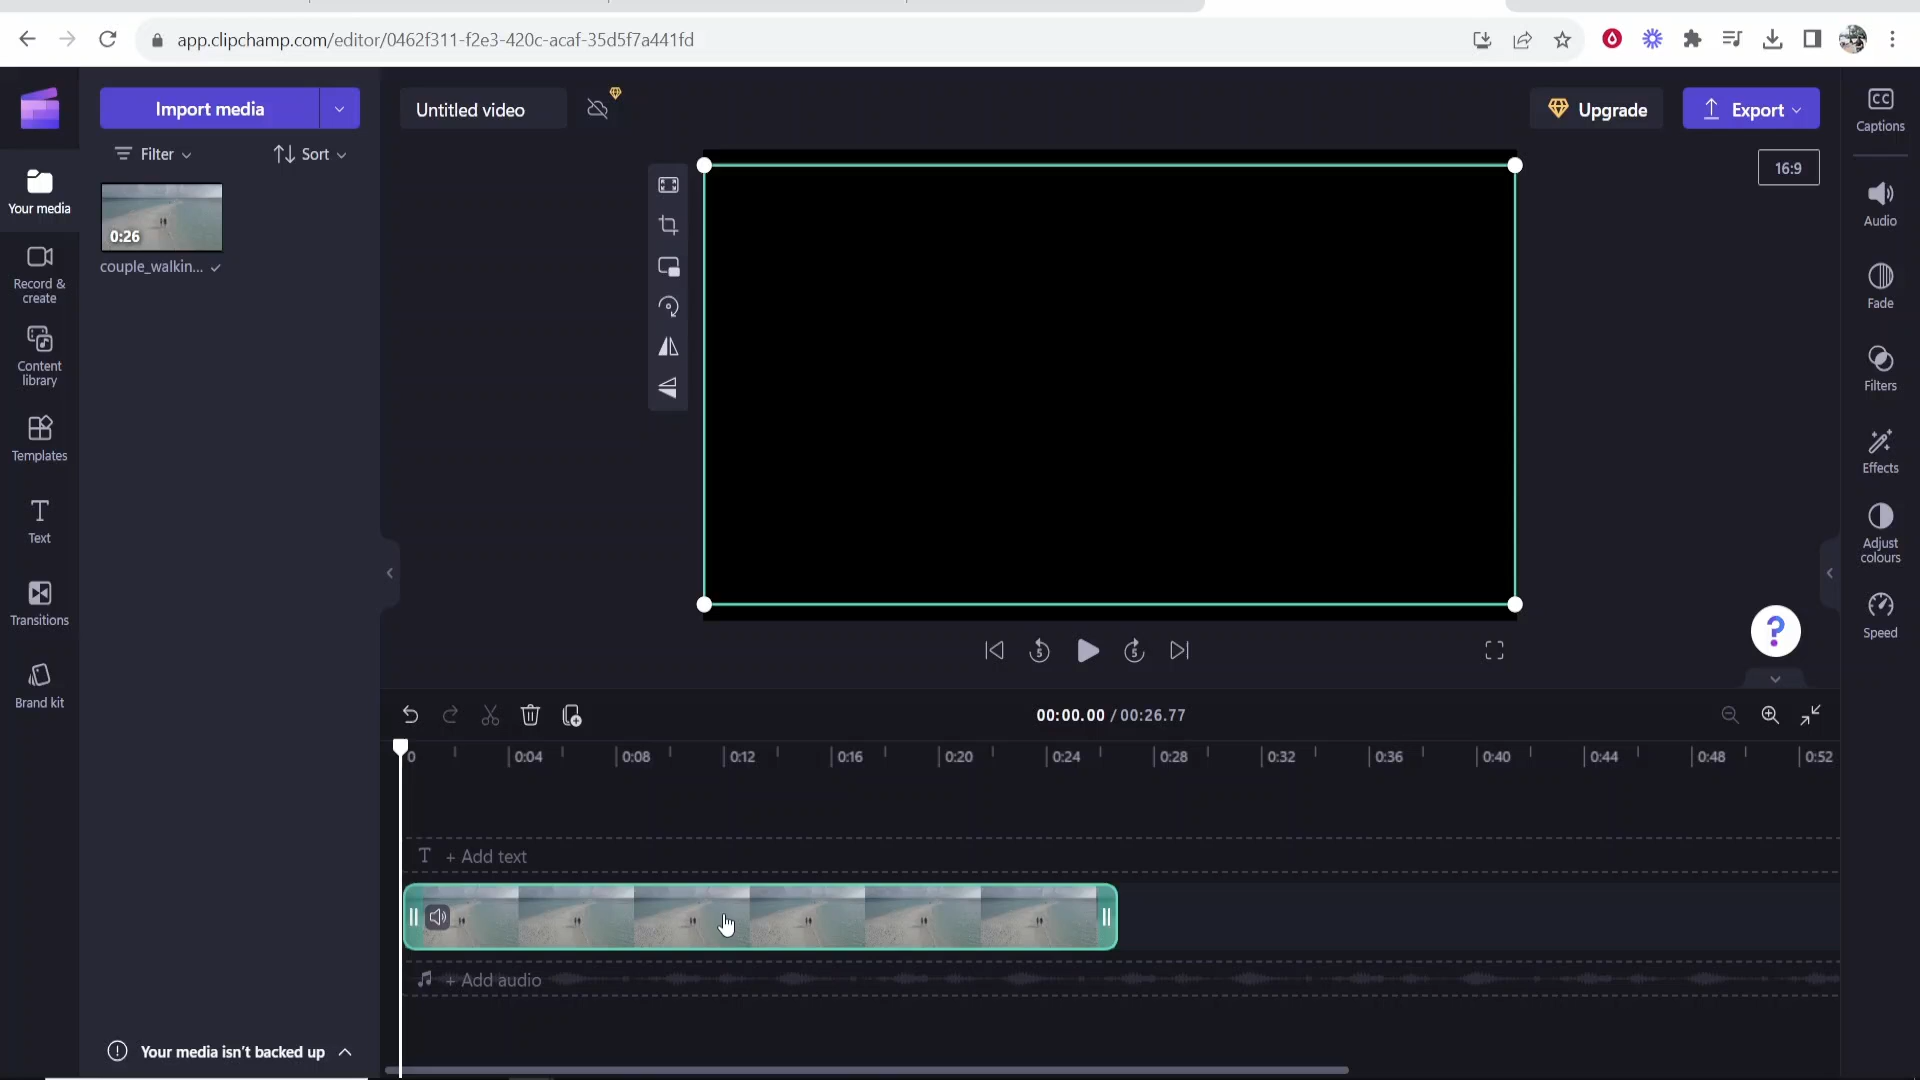 app.clipchamp.com/editor/0462f311-f2e3-420c-acaf-35d5f7a441fd
Import media
Untitled video
Upgrade
Export
CC
Captions
Filter
Sort
16:9
Your media
0:26
couple_walkin...
Audio
Record &
create
Fade
Content
library
Filters
Templates
Effects
Text
Adjust
colours
Transitions
Speed
?
5
5
Brand kit
00:00.00 / 00:26.77
0
0:04
0:08
0:12
0:16
0:20
0:24
0:28
0:32
0:36
0:40
0:44
0:48
0:52
T + Add text
+ Add audio
Your media isn't backed up